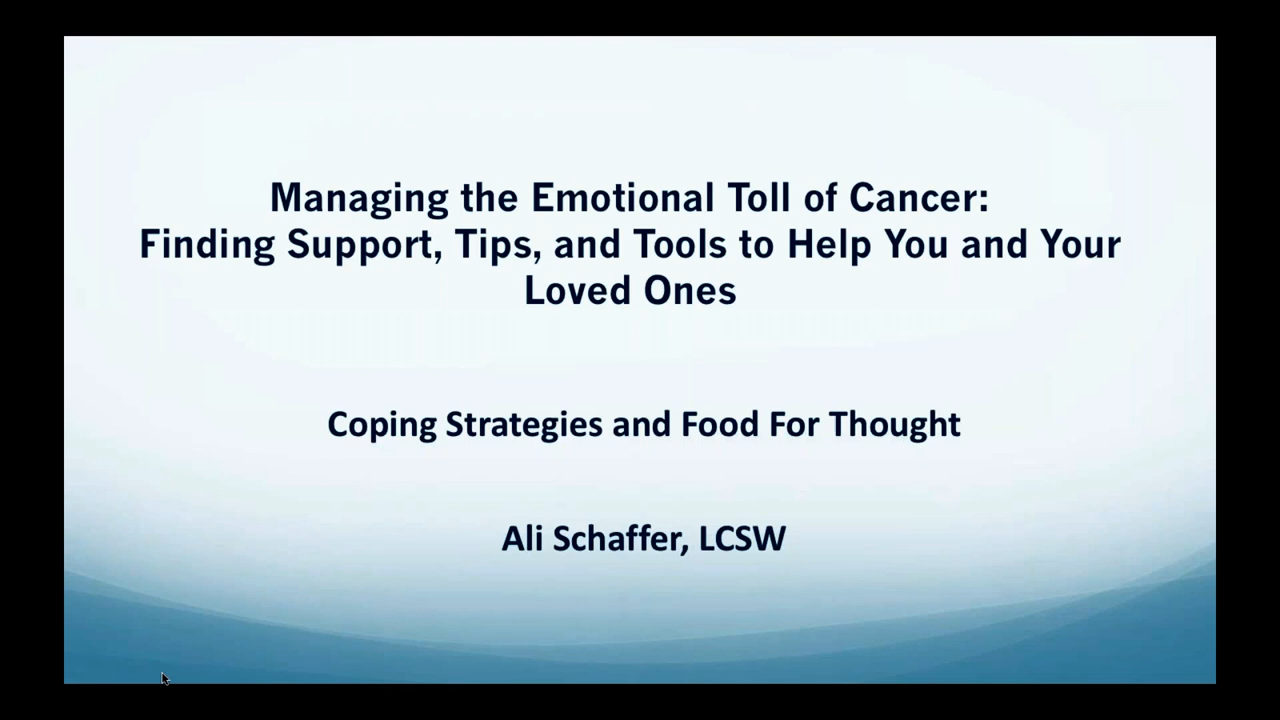 Managing the Emotional Toll of Cancer:
Finding Support, Tips, and Tools to Help You and Your
Loved Ones
Coping Strategies and Food For Thought
Ali Schaffer, LCSW